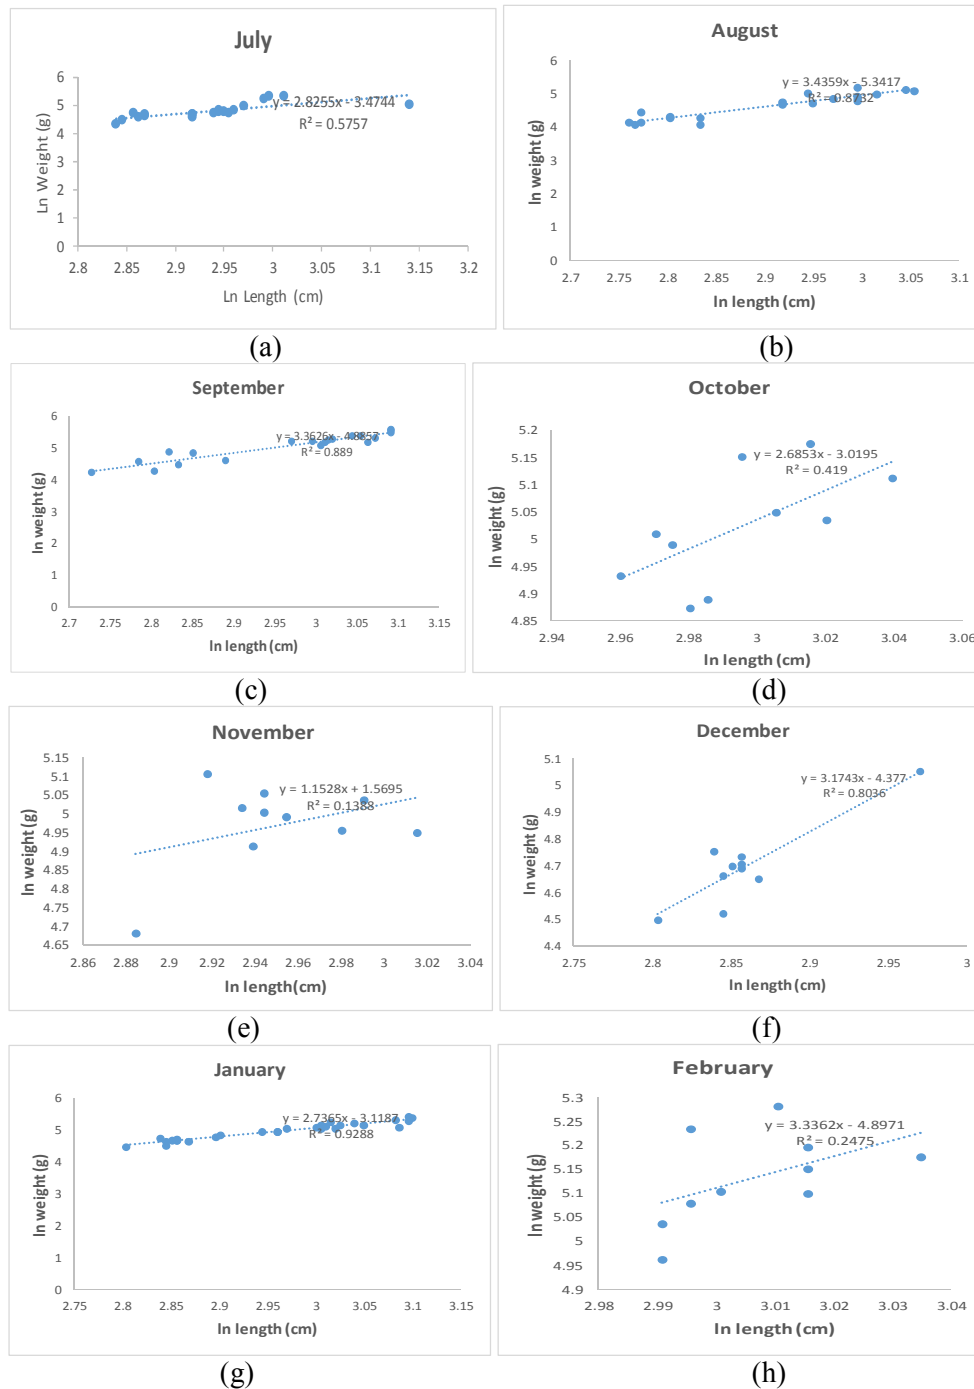 July
6
5
4
3
2
1
0
y = 2.8255x - 3.4744
R² = 0.5757
2.8 2.85 2.9 2.95 3 3.05 3.1 3.15 3.2
Ln Length (cm)
Ln Weight (g)
(a)
August
6
5
4
3
2
1
0
y = 3.4359x - 5.3417
R² = 0.8732
2.7 2.75 2.8 2.85 2.9 2.95 3 3.05 3.1
ln length (cm)
ln weight (g)
(b)
September
6
5
4
3
2
1
0
y = 3.3626x - 4.8857
R² = 0.889
2.7 2.75 2.8 2.85 2.9 2.95 3 3.05 3.1 3.15
ln length (cm)
ln weight (g)
(c)
October
5.2
5.15
5.1
5.05
5
4.95
4.9
4.85
y = 2.6853x - 3.0195
R² = 0.419
2.94 2.96 2.98 3 3.02 3.04 3.06
ln length (cm)
ln weight (g)
(d)
November
5.15
5.1
5.05
5
4.95
4.9
4.85
4.8
4.75
4.7
4.65
y = 1.1528x + 1.5695
R² = 0.1388
2.86 2.88 2.9 2.92 2.94 2.96 2.98 3 3.02 3.04
ln length(cm)
ln weight (g)
(e)
December
5.1
5
4.9
4.8
4.7
4.6
4.5
4.4
y = 3.1743x - 4.377
R² = 0.8036
2.75 2.8 2.85 2.9 2.95 3
ln length (cm)
ln weight (g)
(f)
January
6
5
4
3
2
1
0
y = 2.7365x - 3.1187
R² = 0.9288
2.75 2.8 2.85 2.9 2.95 3 3.05 3.1 3.15
ln length (cm)
ln weight (g)
(g)
February
5.3
5.25
5.2
5.15
5.1
5.05
5
4.95
4.9
y = 3.3362x - 4.8971
R² = 0.2475
2.98 2.99 3 3.01 3.02 3.03 3.04
ln length (cm)
ln weight (g)
(h)